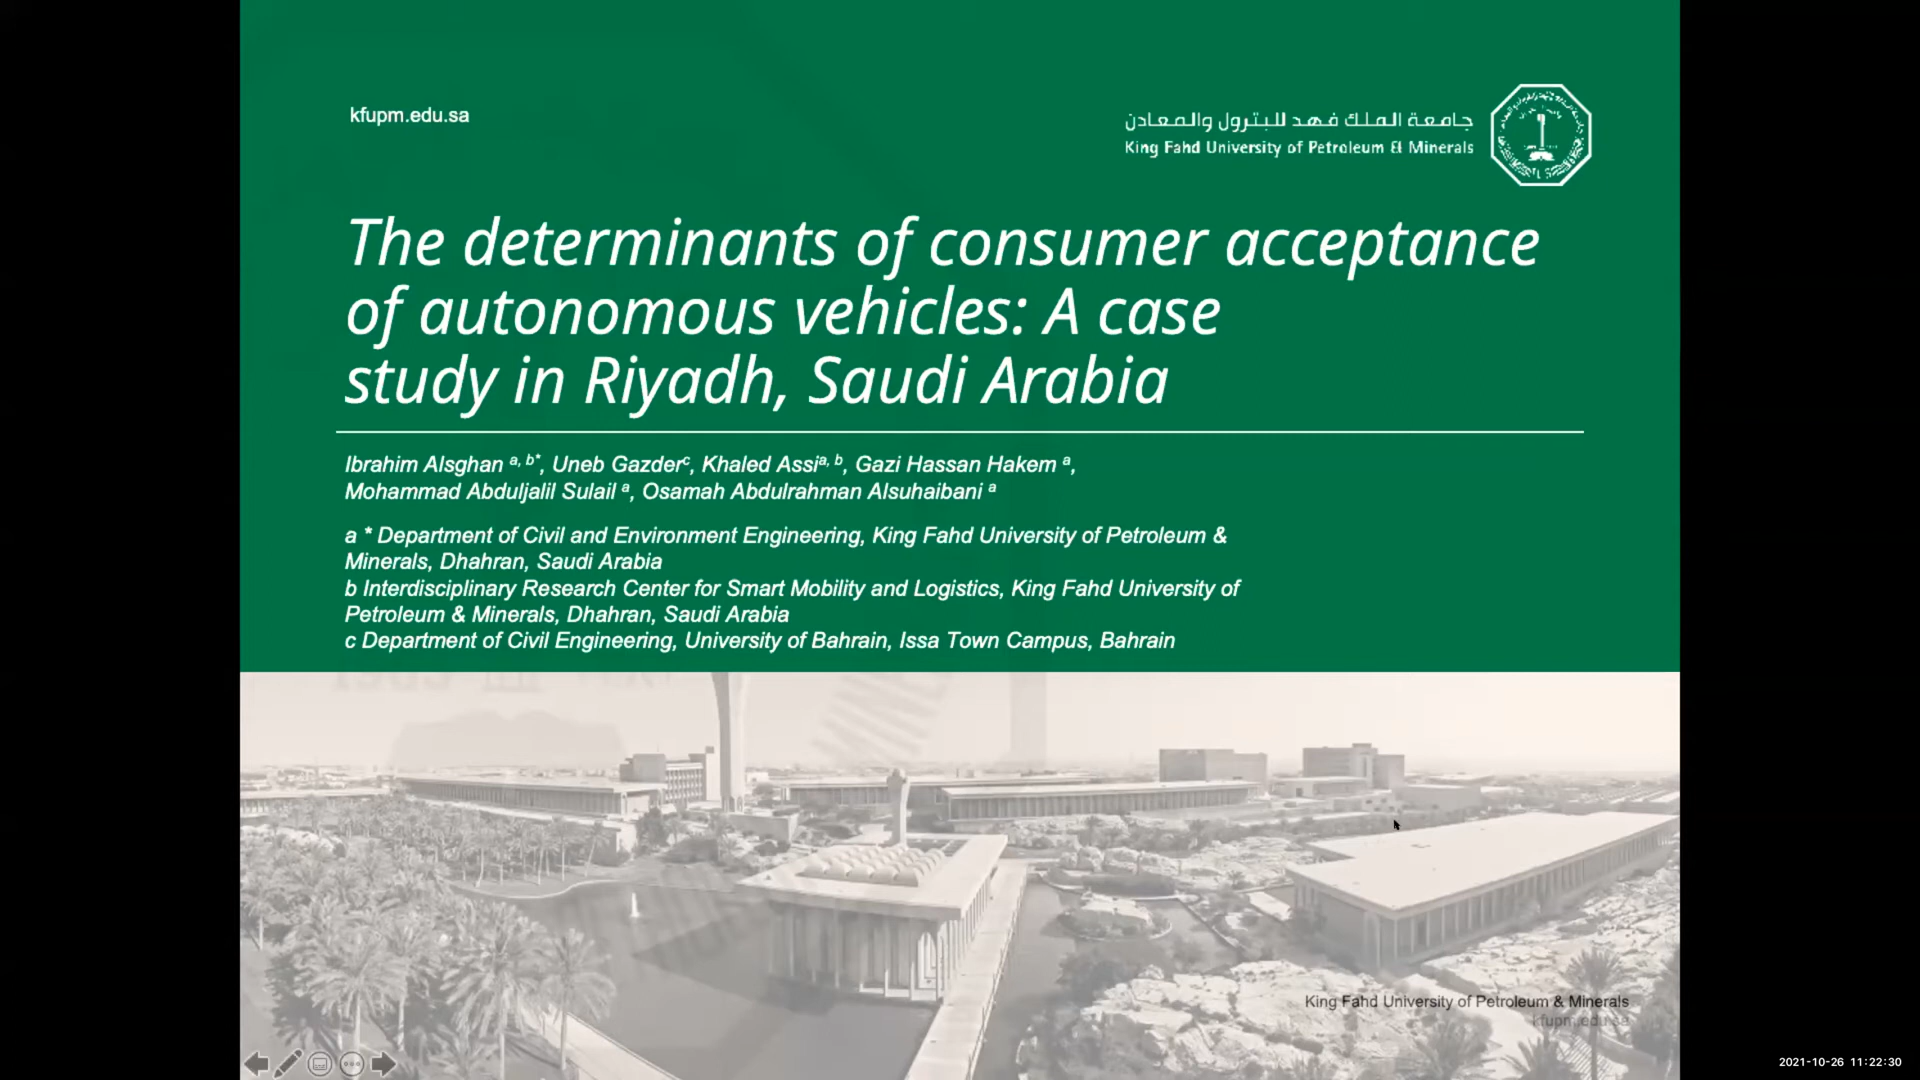 kfupm.edu.sa
جامعة الملك فهد للبترول والمعادن
King Fahd University of Petroleum & Minerals
The determinants of consumer acceptance
of autonomous vehicles: A case
study in Riyadh, Saudi Arabia
Ibrahim Alsghan a, b*, Uneb Gazderc, Khaled Assia, b, Gazi Hassan Hakem a,
Mohammad Abduljalil Sulail a, Osamah Abdulrahman Alsuhaibani a
a * Department of Civil and Environment Engineering, King Fahd University of Petroleum &
Minerals, Dhahran, Saudi Arabia
b Interdisciplinary Research Center for Smart Mobility and Logistics, King Fahd University of
Petroleum & Minerals, Dhahran, Saudi Arabia
c Department of Civil Engineering, University of Bahrain, Issa Town Campus, Bahrain
King Fahd University of Petroleum & Minerals
kfupm.edu.sa
2021-10-26 11:22:30